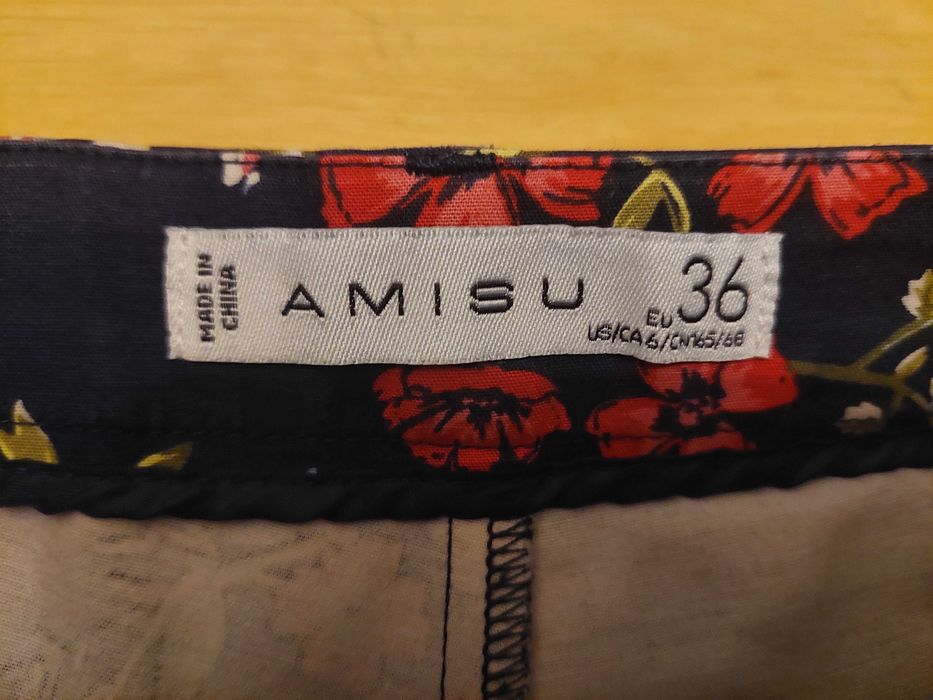 MADE IN
CHINA
AMISU
EU 36
US/CA 6/CN165/68